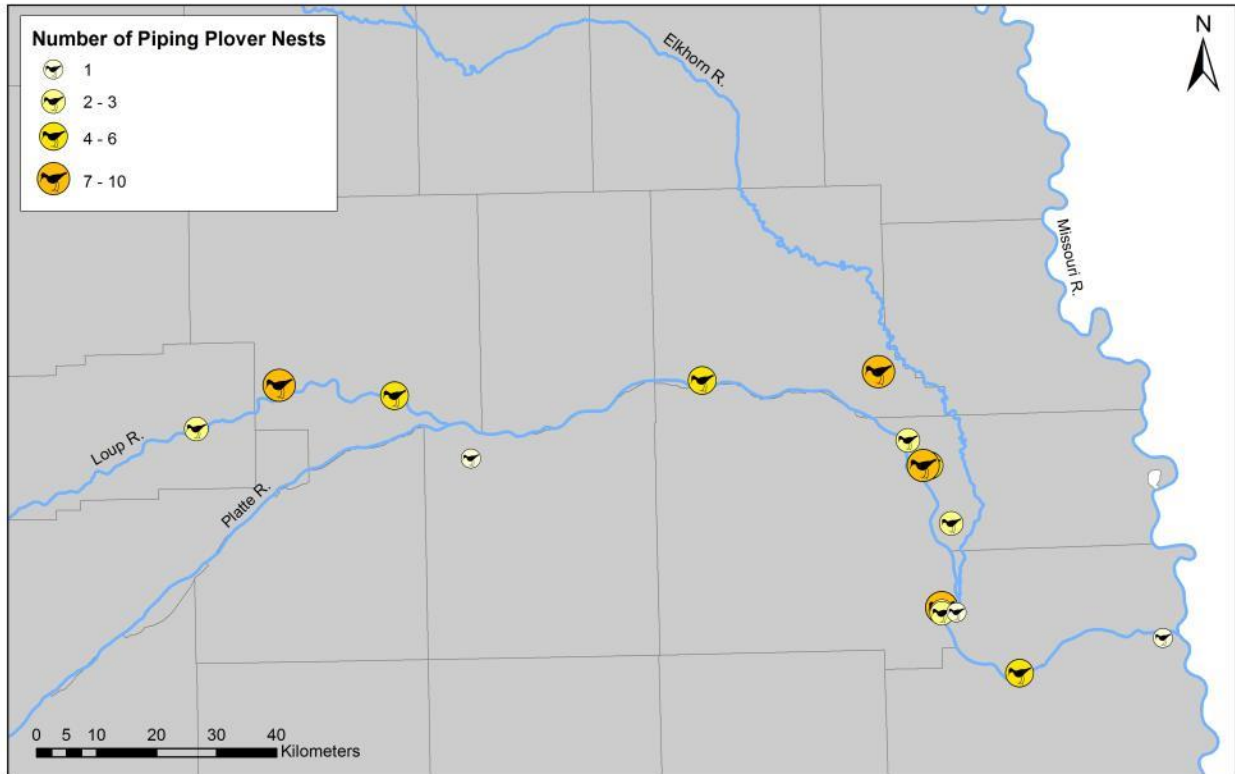 Number of Piping Plover Nests
1
2 - 3
4 - 6
7 - 10
Elkhorn R.
N
Missouri R.
Loup R.
Platte R.
0 5 10 20 30 40
Kilometers